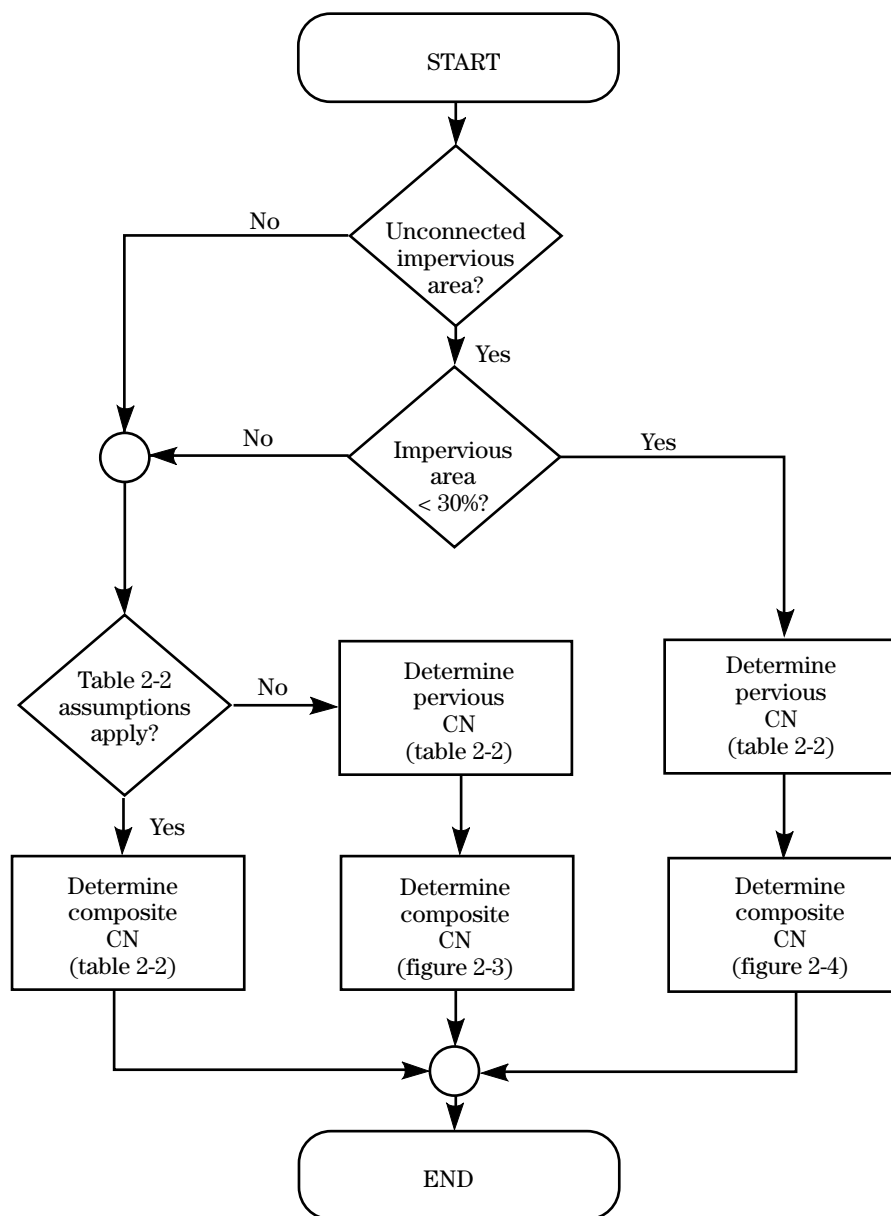 START
No
Unconnected
impervious
area?
Yes
No
Impervious
area
< 30%?
Yes
Table 2-2
assumptions
apply?
No
Determine
pervious
CN
(table 2-2)
Determine
pervious
CN
(table 2-2)
Yes
Determine
composite
CN
(table 2-2)
Determine
composite
CN
(figure 2-3)
Determine
composite
CN
(figure 2-4)
END